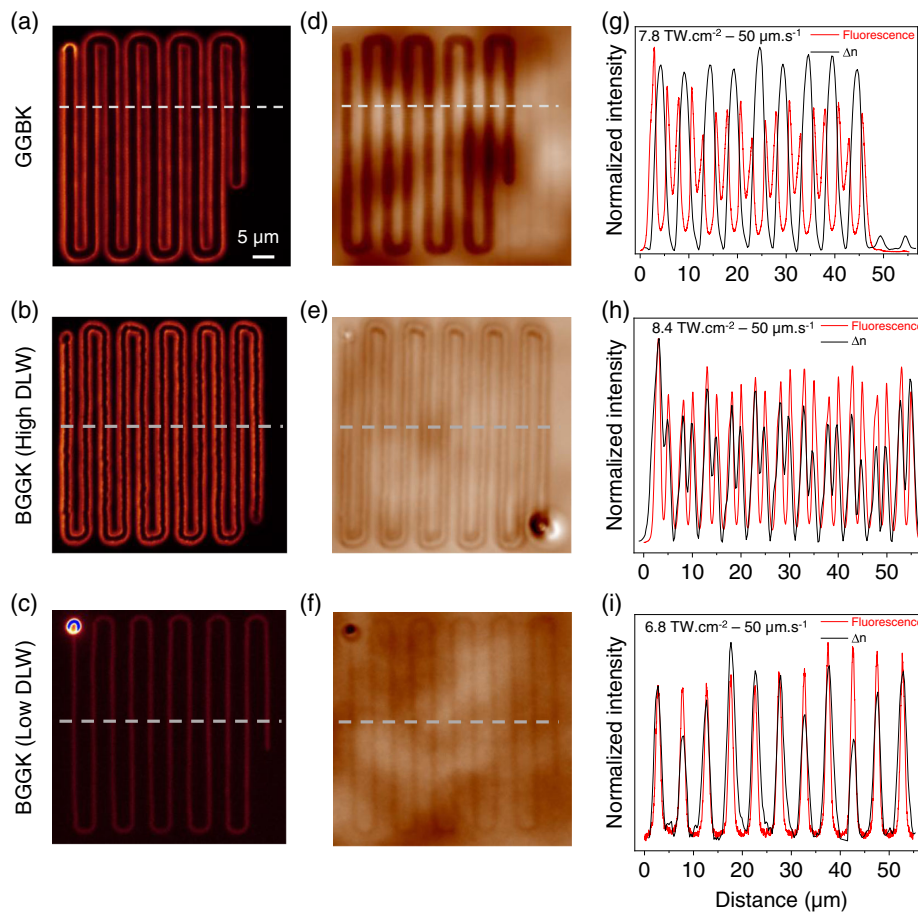 (a)
(d)
(g)
GGBK
5 µm
7.8 TW.cm⁻² – 50 µm.s⁻¹
Fluorescence
Δn
Normalized intensity
0 10 20 30 40 50
(b)
(e)
(h)
BGGK (High DLW)
8.4 TW.cm⁻² – 50 µm.s⁻¹
Fluorescence
Δn
Normalized intensity
0 10 20 30 40 50
(c)
(f)
(i)
BGGK (Low DLW)
6.8 TW.cm⁻² – 50 µm.s⁻¹
Fluorescence
Δn
Normalized intensity
0 10 20 30 40 50
Distance (µm)